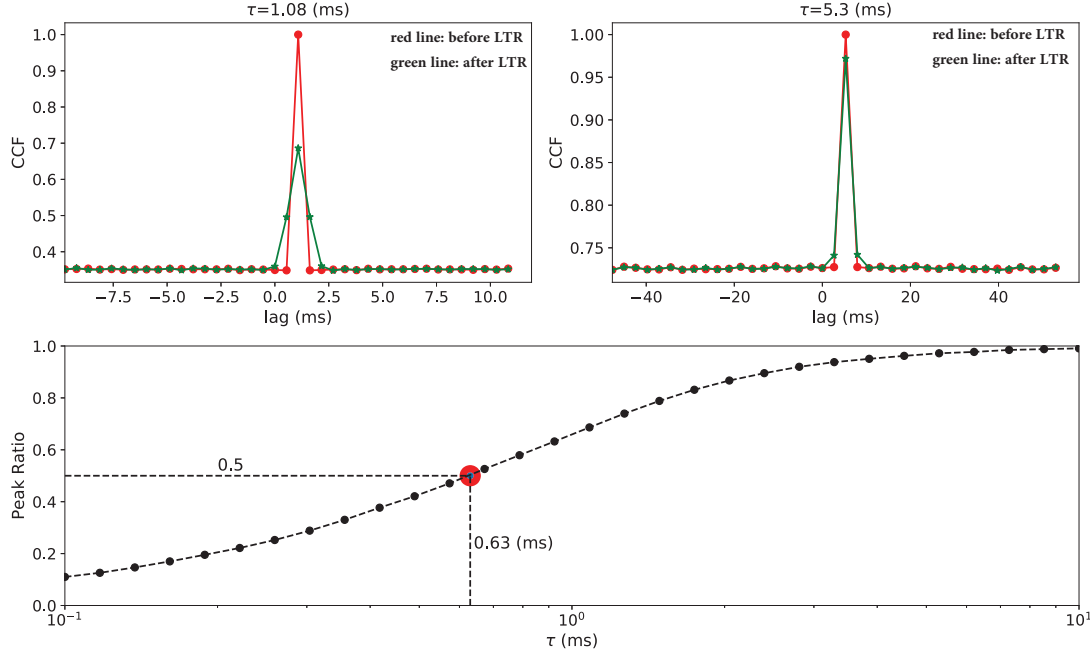 τ=1.08 (ms)
1.0
0.9
0.8
0.7
0.6
0.5
0.4
CCF
red line: before LTR
green line: after LTR
−7.5 −5.0 −2.5 0.0 2.5 5.0 7.5 10.0
lag (ms)
τ=5.3 (ms)
1.00
0.95
0.90
0.85
0.80
0.75
CCF
red line: before LTR
green line: after LTR
−40 −20 0 20 40
lag (ms)
1.0
0.8
0.6
0.4
0.2
0.0
Peak Ratio
0.5
0.63 (ms)
10⁻¹ 10⁰ 10¹
τ (ms)